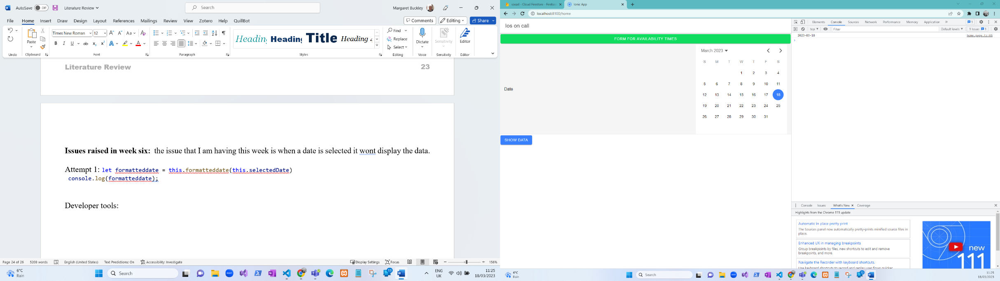 AutoSave Off Literature Review Search Margaret Buckley
File Home Insert Draw Design Layout References Mailings Review View Zotero Help QuillBot Comments Editing Share
Paste Times New Roman 12 Heading Heading Title Heading 2 Find Replace Select Dictate Sensitivity Editor
Undo Clipboard Font Paragraph Styles Editing Voice Sensitivity Editor
Literature Review 23
Issues raised in week six: the issue that I am having this week is when a date is selected it wont display the data.
Attempt 1: let formatteddate = this.formatteddate(this.selectedDate)
console.log(formatteddate);
Developer tools:
Page 24 of 26 5208 words English (United States) Text Predictions: On Accessibility: Investigate Display Settings Focus 156%
6°C
Rain
Search
13
ENG
UK
11:25
18/03/2023
sosad - Cloud Firestore - Fireba Ionic App
localhost:8100/home
Ios on call
FORM FOR AVAILABILITY TIMES
March 2023
S M T W T F S
1 2 3 4
5 6 7 8 9 10 11
Date
12 13 14 15 16 17 18
19 20 21 22 23 24 25
26 27 28 29 30 31
SHOW DATA
Elements Console Sources Network Performance Memory Application 1
top Filter Default levels 1 Issue: 1
2023-03-18 home.page.ts:66
Console Issues What's New Coverage
Highlights from the Chrome 111 update
Automatic in place pretty print
The Sources panel now automatically pretty-prints minified source files in
place.
Enhanced UX in managing breakpoints
Group breakpoints by files, new shortcuts to edit and remove
breakpoints, and more.
Navigate the Recorder with keyboard shortcuts.
Use keyboard shortcuts to record and replay user flows quicker
new
111
6°C
Rain
Search
13
11:25
18/03/2023